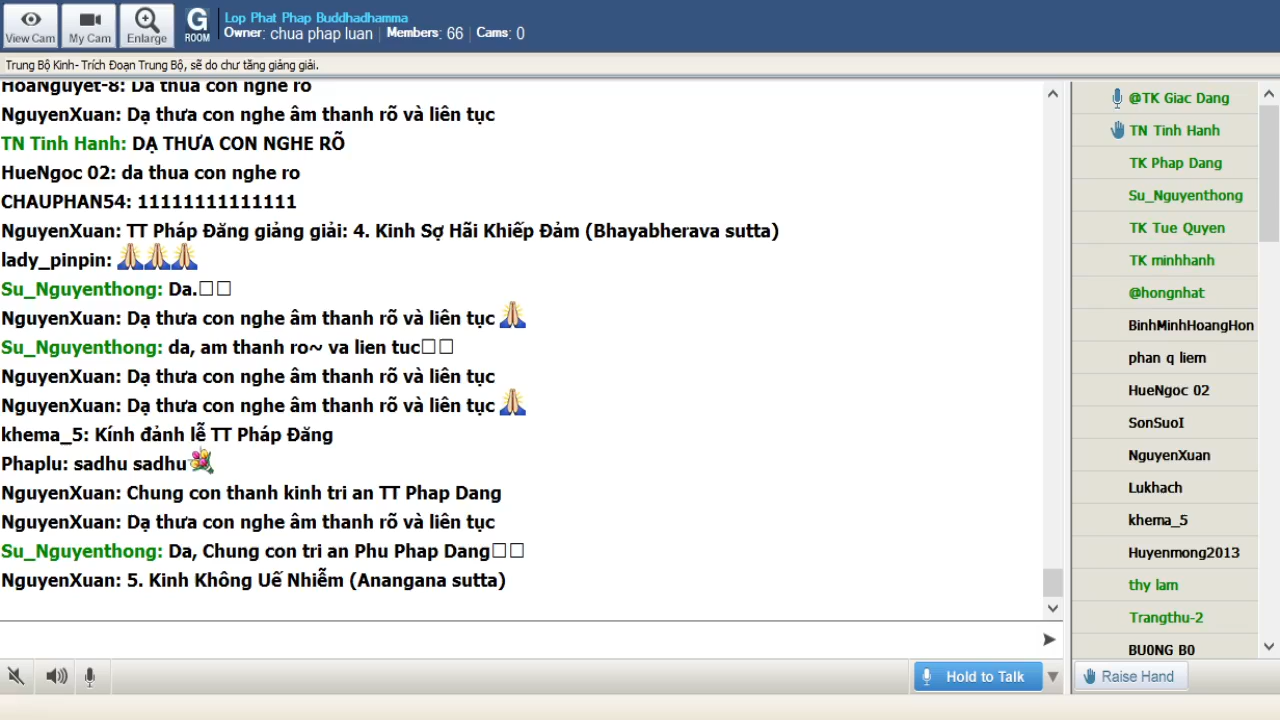 View Cam
My Cam
Enlarge
G
ROOM
Lop Phat Phap Buddhadhamma
Owner: chua phap luan | Members: 66 | Cams: 0
Trung Bộ Kinh- Trích Đoạn Trung Bộ, sẽ do chư tăng giảng giải.
HoaNguyet-8: Da thua con nghe ro
NguyenXuan: Dạ thưa con nghe âm thanh rõ và liên tục
TN Tinh Hanh: DẠ THƯA CON NGHE RÕ
HueNgoc 02: da thua con nghe ro
CHAUPHAN54: 11111111111111
NguyenXuan: TT Pháp Đăng giảng giải: 4. Kinh Sợ Hãi Khiếp Đảm (Bhayabherava sutta)
lady_pinpin:
Su_Nguyenthong: Da.
NguyenXuan: Dạ thưa con nghe âm thanh rõ và liên tục
Su_Nguyenthong: da, am thanh ro~ va lien tuc
NguyenXuan: Dạ thưa con nghe âm thanh rõ và liên tục
NguyenXuan: Dạ thưa con nghe âm thanh rõ và liên tục
khema_5: Kính đảnh lễ TT Pháp Đăng
Phaplu: sadhu sadhu
NguyenXuan: Chung con thanh kinh tri an TT Phap Dang
NguyenXuan: Dạ thưa con nghe âm thanh rõ và liên tục
Su_Nguyenthong: Da, Chung con tri an Phu Phap Dang
NguyenXuan: 5. Kinh Không Uế Nhiễm (Anangana sutta)
@TK Giac Dang
TN Tinh Hanh
TK Phap Dang
Su_Nguyenthong
TK Tue Quyen
TK minhhanh
@hongnhat
BinhMinhHoangHon
phan q liem
HueNgoc 02
SonSuoI
NguyenXuan
Lukhach
khema_5
Huyenmong2013
thy lam
Trangthu-2
BU0NG B0
Hold to Talk
Raise Hand